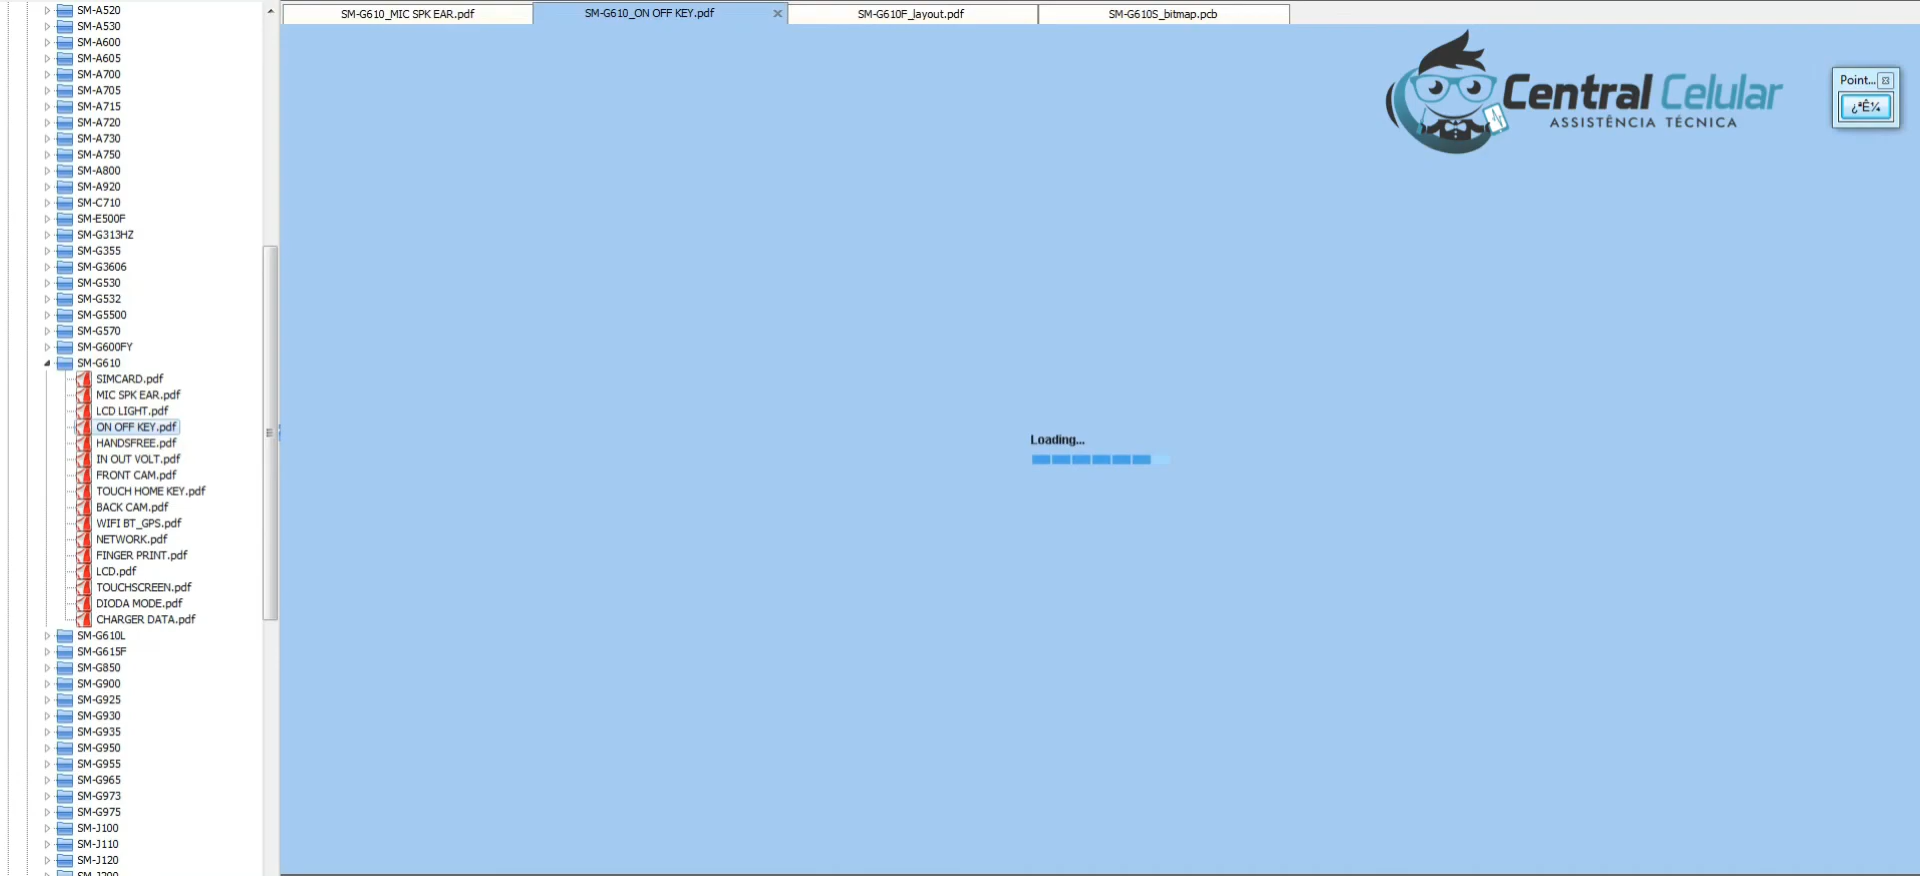 SM-A520
SM-A530
SM-A600
SM-A605
SM-A700
SM-A705
SM-A715
SM-A720
SM-A730
SM-A750
SM-A800
SM-A920
SM-C710
SM-E500F
SM-G313HZ
SM-G355
SM-G3606
SM-G530
SM-G532
SM-G5500
SM-G570
SM-G600FY
SM-G610
SIMCARD.pdf
MIC SPK EAR.pdf
LCD LIGHT.pdf
ON OFF KEY.pdf
HANDSFREE.pdf
IN OUT VOLT.pdf
FRONT CAM.pdf
TOUCH HOME KEY.pdf
BACK CAM.pdf
WIFI BT_GPS.pdf
NETWORK.pdf
FINGER PRINT.pdf
LCD.pdf
TOUCHSCREEN.pdf
DIODA MODE.pdf
CHARGER DATA.pdf
SM-G610L
SM-G615F
SM-G850
SM-G900
SM-G925
SM-G930
SM-G935
SM-G950
SM-G955
SM-G965
SM-G973
SM-G975
SM-J100
SM-J110
SM-J120
SM-G610_MIC SPK EAR.pdf
SM-G610_ON OFF KEY.pdf
SM-G610F_layout.pdf
SM-G610S_bitmap.pcb
Central Celular
ASSISTÊNCIA TÉCNICA
Point...
¿ªÊ¼
Loading...